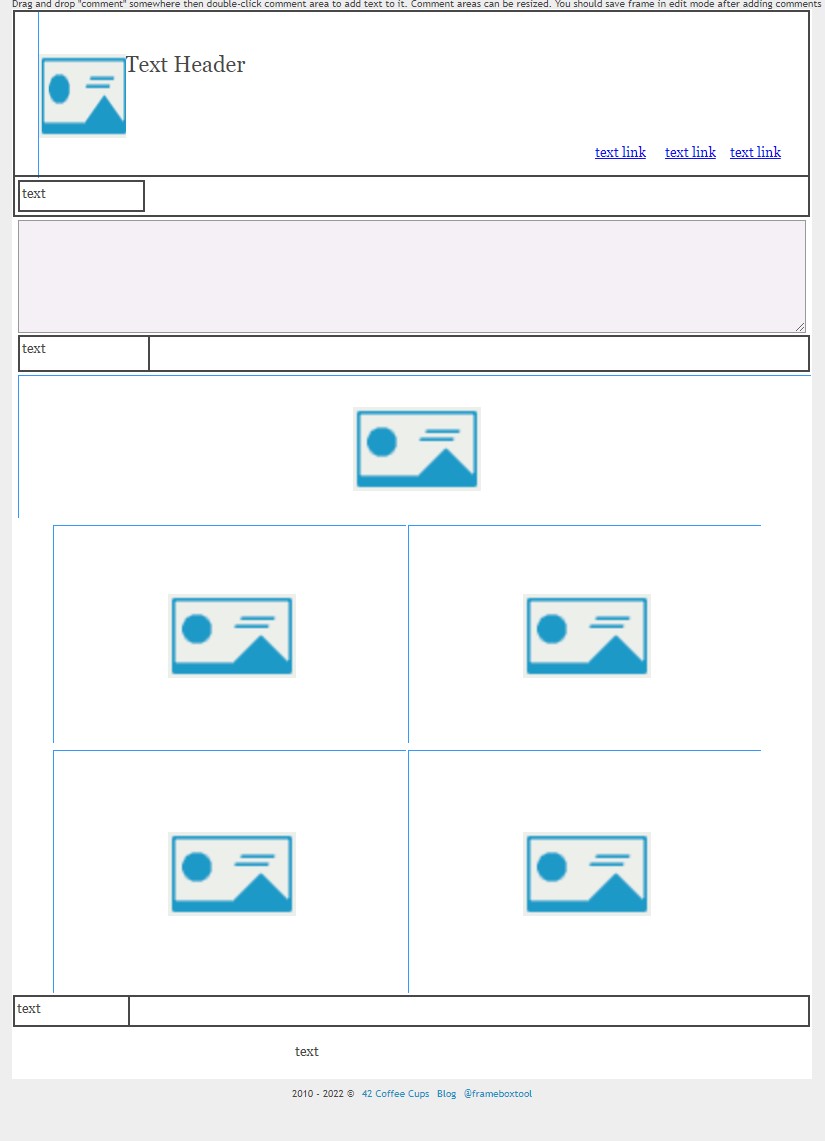 Drag and drop "comment" somewhere then double-click comment area to add text to it. Comment areas can be resized. You should save frame in edit mode after adding comments
Text Header
text link text link text link
text
text
text
text
2010 - 2022 © 42 Coffee Cups Blog @frameboxtool